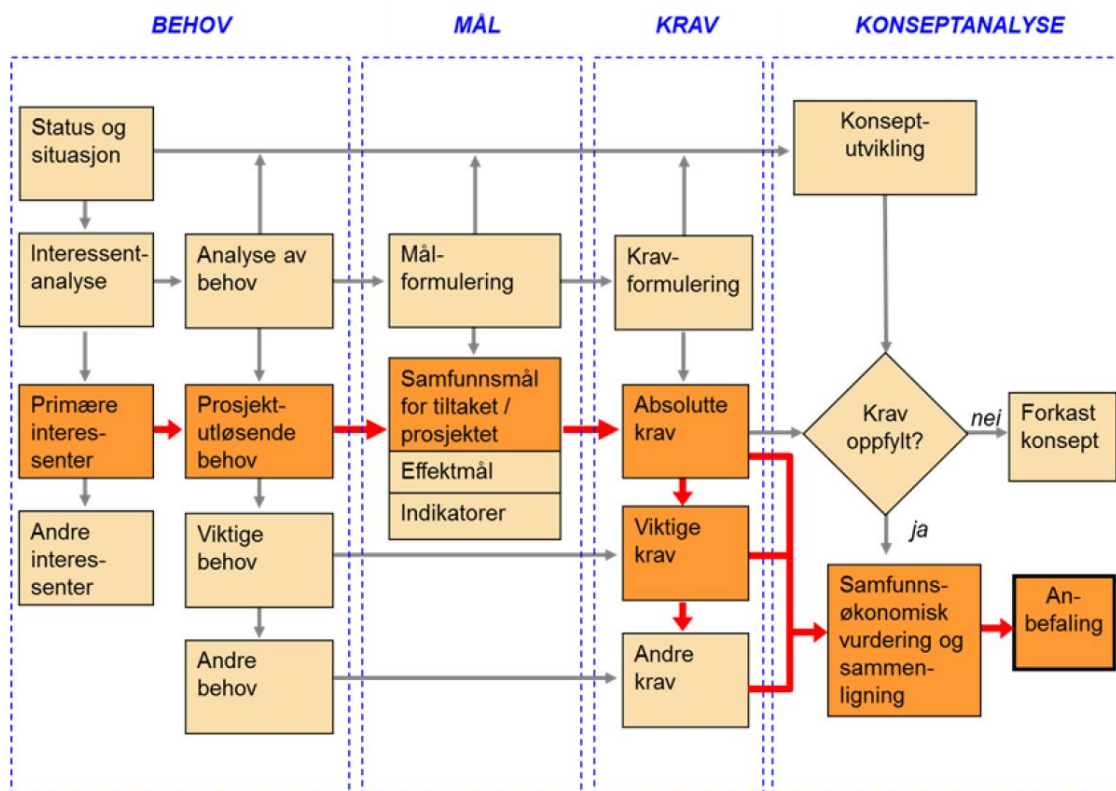 BEHOV
MÅL
KRAV
KONSEPTANALYSE
Status og
situasjon
Interessent-
analyse
Primære
interes-
senter
Andre
interes-
senter
Analyse av
behov
Prosjekt-
utløsende
behov
Viktige
behov
Andre
behov
Mål-
formulering
Samfunnsmål
for tiltaket /
prosjektet
Effektmål
Indikatorer
Krav-
formulering
Absolutte
krav
Viktige
krav
Andre
krav
Konsept-
utvikling
Krav
oppfylt?
nei
Forkast
konsept
ja
Samfunns-
økonomisk
vurdering og
sammen-
ligning
An-
befaling